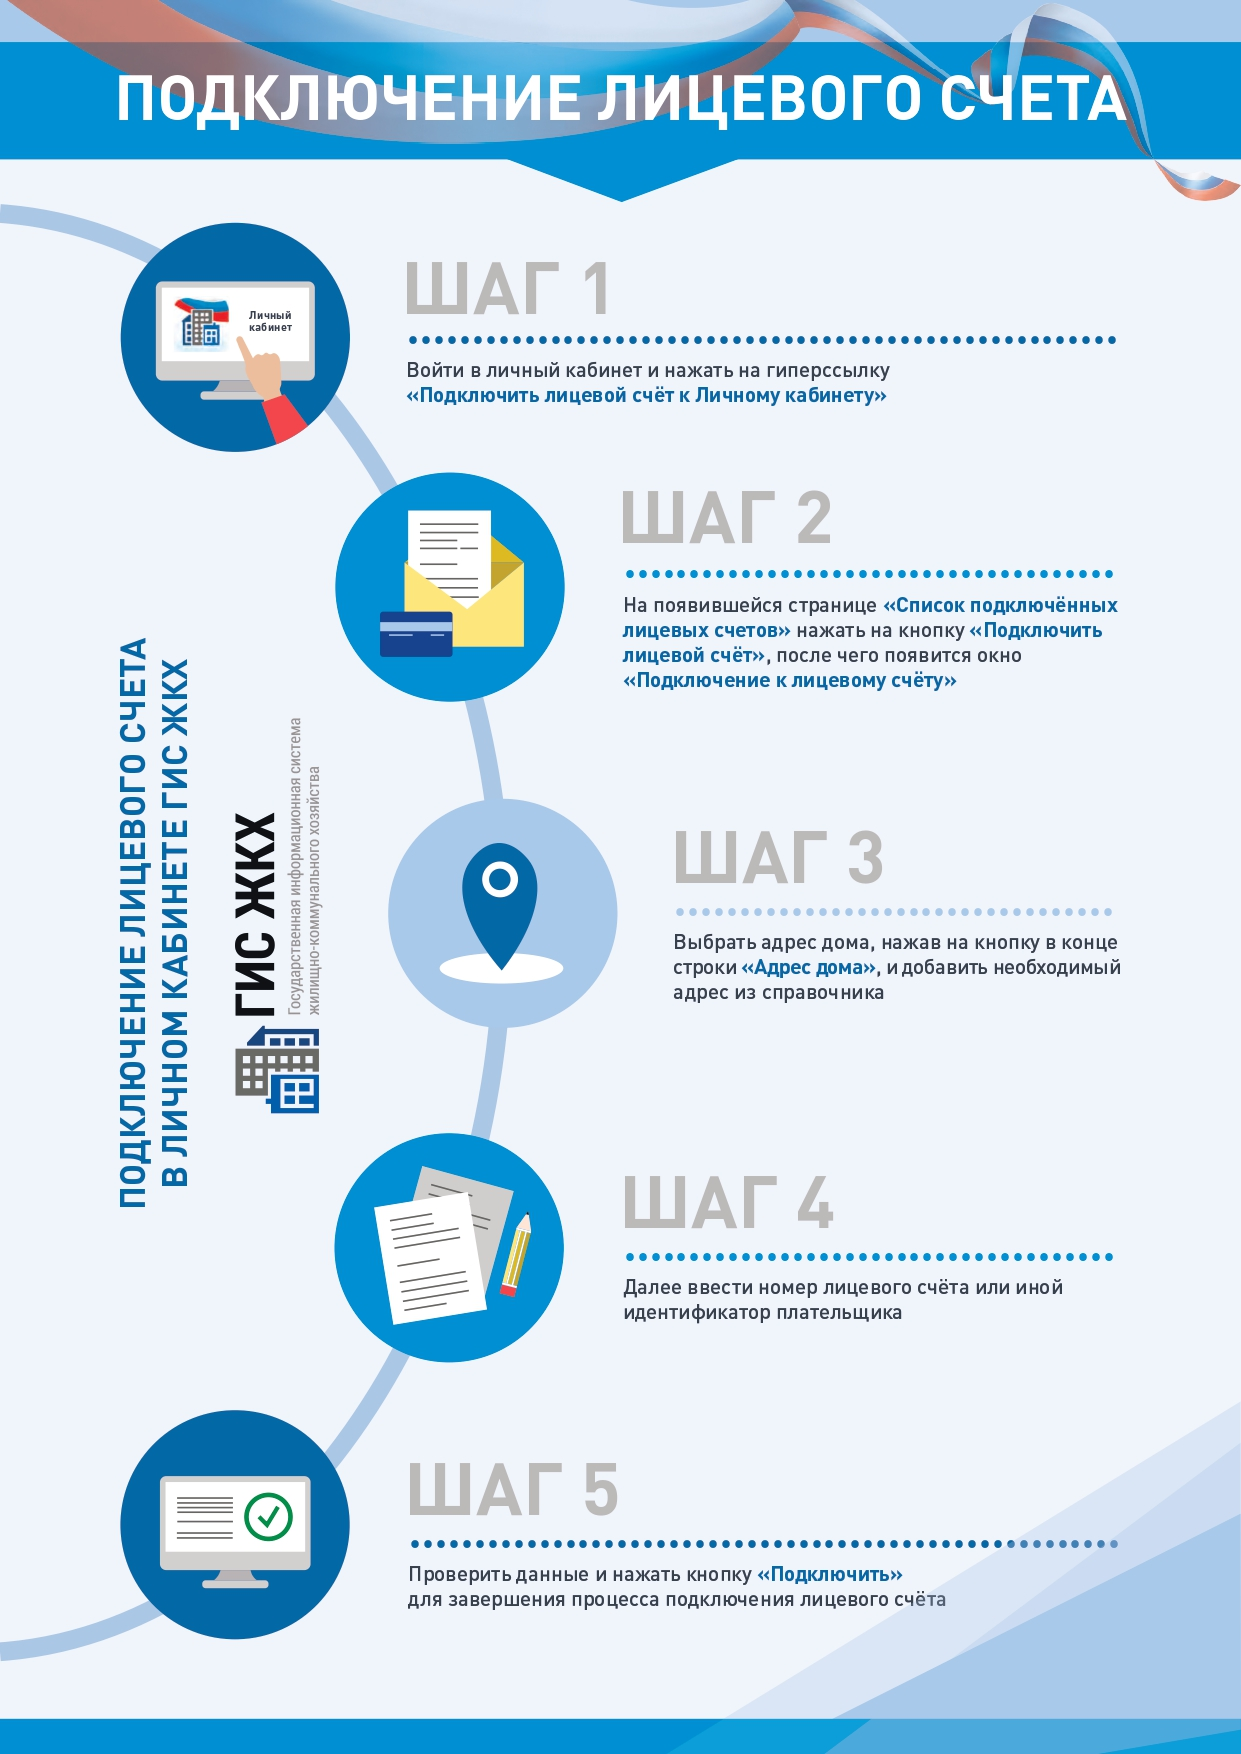 ПОДКЛЮЧЕНИЕ ЛИЦЕВОГО СЧЕТА
Личный
кабинет
ШАГ 1
Войти в личный кабинет и нажать на гиперссылку
«Подключить лицевой счёт к Личному кабинету»
ШАГ 2
На появившейся странице «Список подключённых
лицевых счетов» нажать на кнопку «Подключить
лицевой счёт», после чего появится окно
«Подключение к лицевому счёту»
ПОДКЛЮЧЕНИЕ ЛИЦЕВОГО СЧЕТА
В ЛИЧНОМ КАБИНЕТЕ ГИС ЖКХ
ГИС ЖКХ
Государственная информационная система
жилищно-коммунального хозяйства
ШАГ 3
Выбрать адрес дома, нажав на кнопку в конце
строки «Адрес дома», и добавить необходимый
адрес из справочника
ШАГ 4
Далее ввести номер лицевого счёта или иной
идентификатор плательщика
ШАГ 5
Проверить данные и нажать кнопку «Подключить»
для завершения процесса подключения лицевого счёта